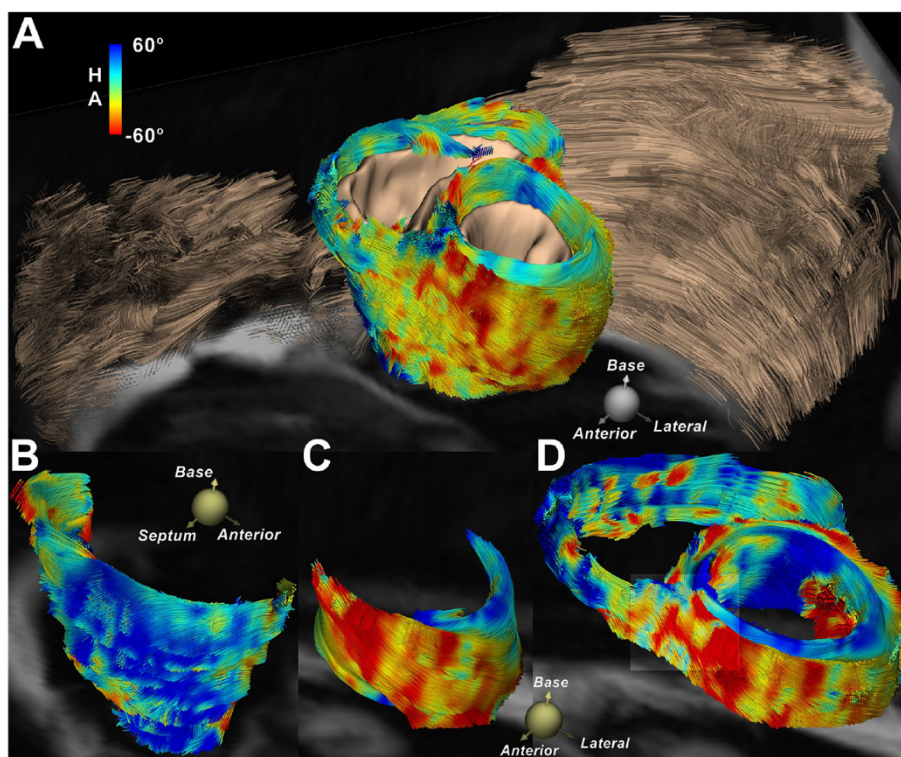 A
60°
H
A
-60°
Base
Anterior
Lateral
B
Base
Septum
Anterior
C
Base
Anterior
Lateral
D